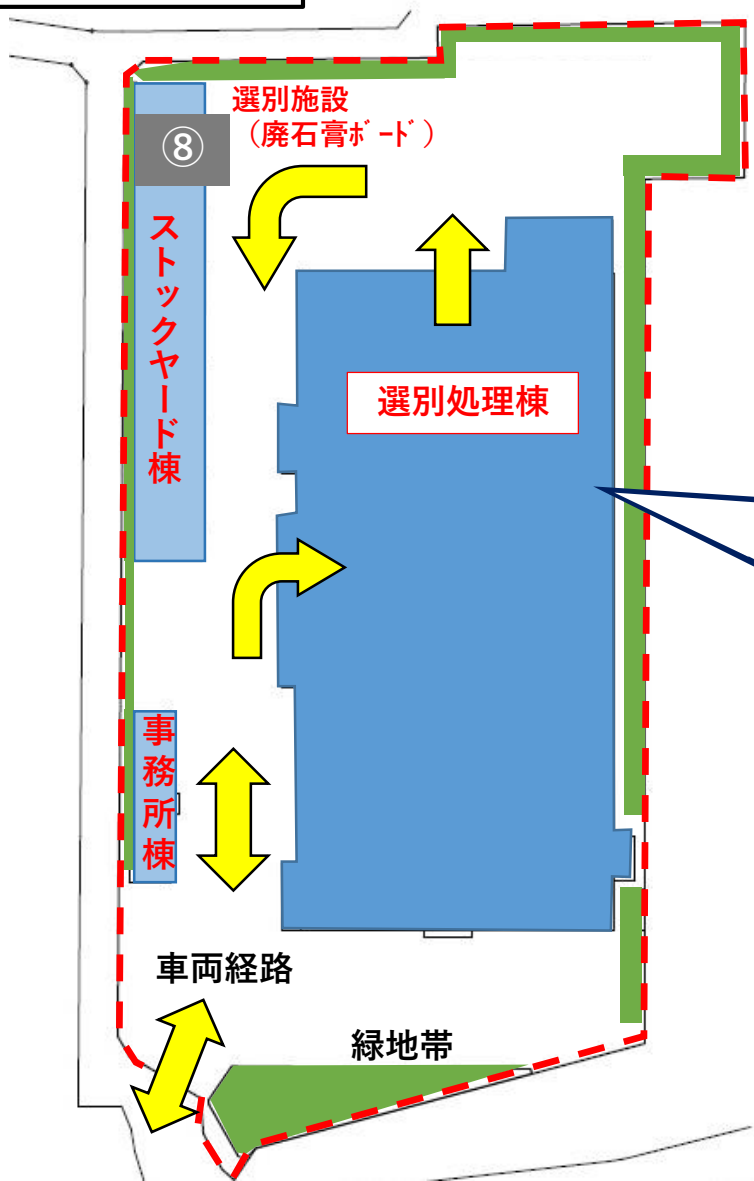 選別施設
（廃石膏ﾎﾞｰﾄﾞ）
⑧
ストックヤード棟
選別処理棟
事務所棟
車両経路
緑地帯